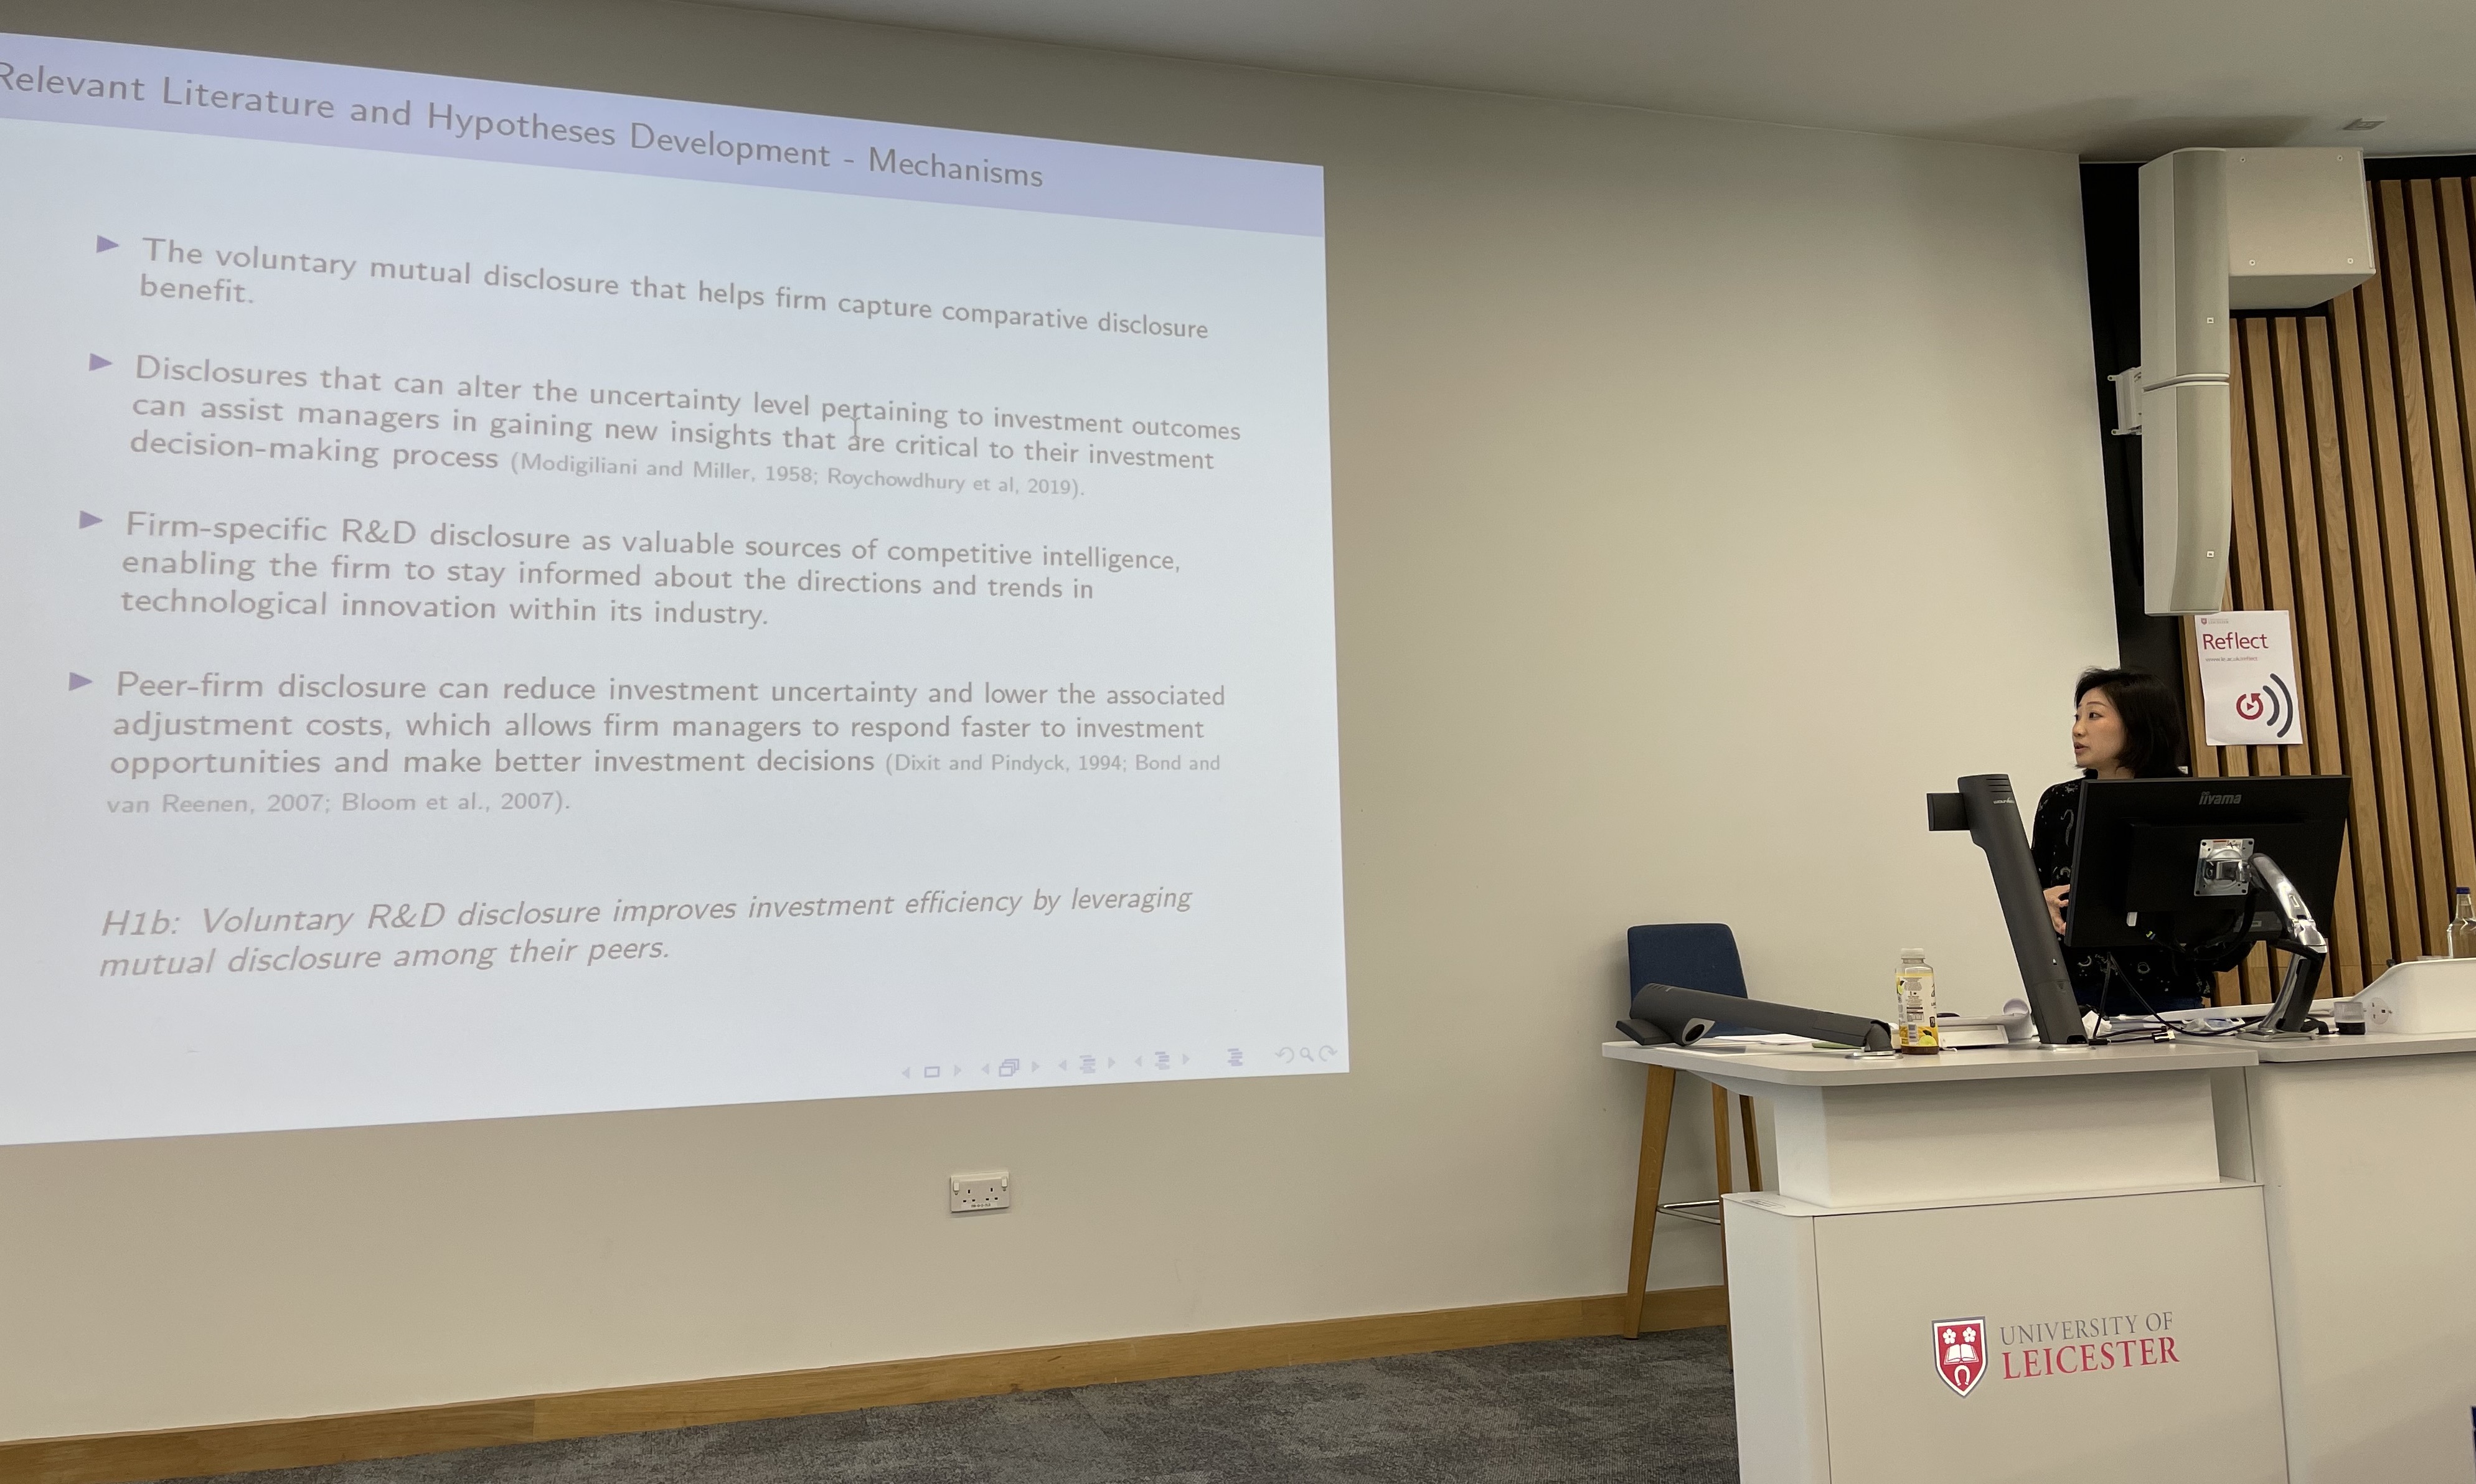 Relevant Literature and Hypotheses Development - Mechanisms
The voluntary mutual disclosure that helps firm capture comparative disclosure
benefit.
Disclosures that can alter the uncertainty level pertaining to investment outcomes
can assist managers in gaining new insights that are critical to their investment
decision-making process (Modigiliani and Miller, 1958; Roychowdhury et al, 2019).
Firm-specific R&D disclosure as valuable sources of competitive intelligence,
enabling the firm to stay informed about the directions and trends in
technological innovation within its industry.
Peer-firm disclosure can reduce investment uncertainty and lower the associated
adjustment costs, which allows firm managers to respond faster to investment
opportunities and make better investment decisions (Dixit and Pindyck, 1994; Bond and
van Reenen, 2007; Bloom et al., 2007).
H1b: Voluntary R&D disclosure improves investment efficiency by leveraging
mutual disclosure among their peers.
Reflect
iiyama
UNIVERSITY OF
LEICESTER